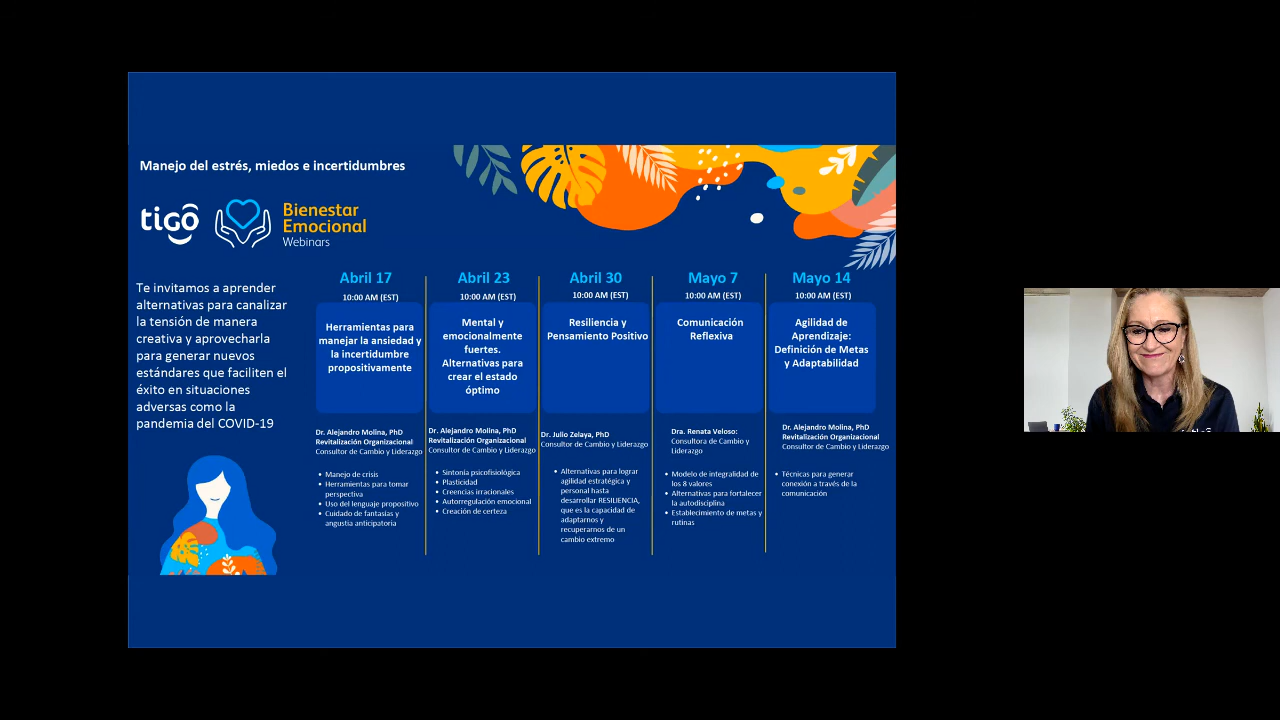 Manejo del estrés, miedos e incertidumbres
tigo
Bienestar
Emocional
Webinars
Te invitamos a aprender
alternativas para canalizar
la tensión de manera
creativa y aprovecharla
para generar nuevos
estándares que faciliten el
éxito en situaciones
adversas como la
pandemia del COVID-19
Abril 17
10:00 AM (EST)
Herramientas para
manejar la ansiedad y
la incertidumbre
propositivamente
Dr. Alejandro Molina, PhD
Revitalización Organizacional
Consultor de Cambio y Liderazgo
• Manejo de crisis
• Herramientas para tomar
perspectiva
• Uso del lenguaje propositivo
• Cuidado de fantasías y
angustia anticipatoria
Abril 23
10:00 AM (EST)
Mental y
emocionalmente
fuertes.
Alternativas para
crear el estado
óptimo
Dr. Alejandro Molina, PhD
Revitalización Organizacional
Consultor de Cambio y Liderazgo
• Sintonía psicofisiológica
• Plasticidad
• Creencias irracionales
• Autorregulación emocional
• Creación de certeza
Abril 30
10:00 AM (EST)
Resiliencia y
Pensamiento Positivo
Dr. Julio Zelaya, PhD
Consultor de Cambio y Liderazgo
• Alternativas para lograr
agilidad estratégica y
personal hasta
desarrollar RESILIENCIA,
que es la capacidad de
adaptarnos y
recuperarnos de un
cambio extremo
Mayo 7
10:00 AM (EST)
Comunicación
Reflexiva
Dra. Renata Veloso:
Consultora de Cambio y
Liderazgo
• Modelo de integralidad de
los 8 valores
• Alternativas para fortalecer
la autodisciplina
• Establecimiento de metas y
rutinas
Mayo 14
10:00 AM (EST)
Agilidad de
Aprendizaje:
Definición de Metas
y Adaptabilidad
Dr. Alejandro Molina, PhD
Revitalización Organizacional
Consultor de Cambio y Liderazgo
• Técnicas para generar
conexión a través de la
comunicación